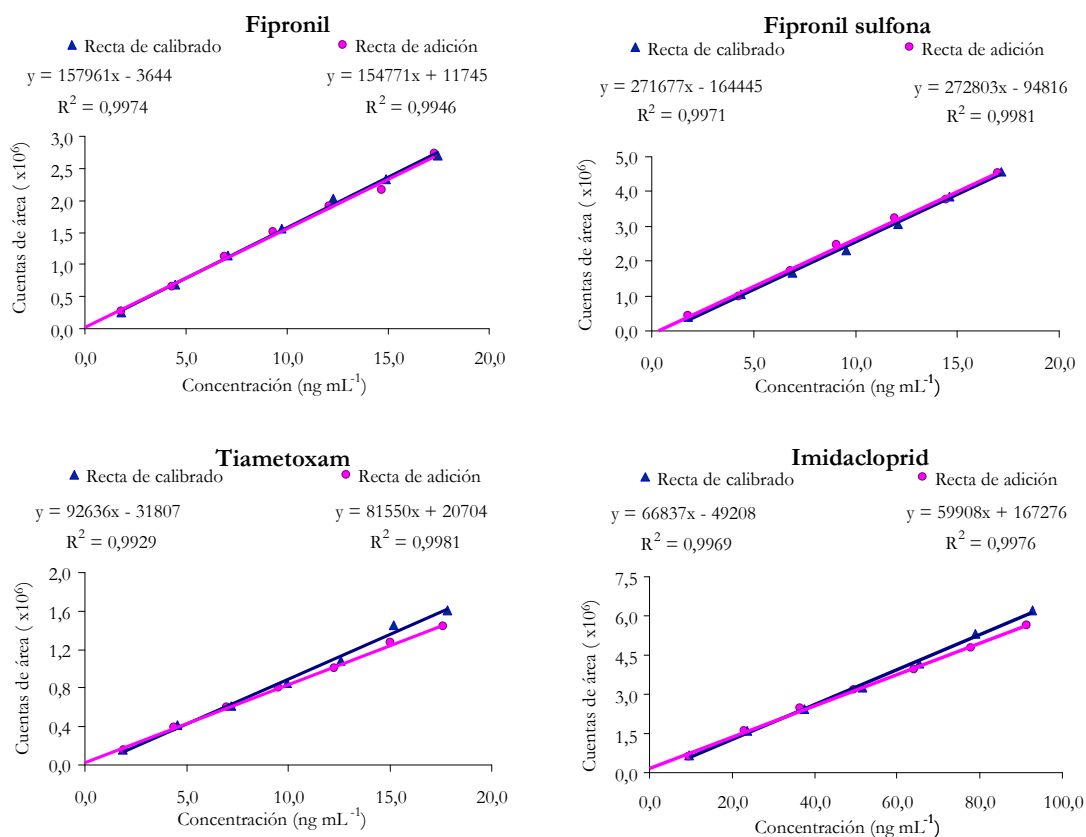 Fipronil
Recta de calibrado Recta de adición
y = 157961x - 3644 y = 154771x + 11745
R² = 0,9974 R² = 0,9946
Cuentas de área ( x10⁶)
3,0
2,5
2,0
1,5
1,0
0,5
0,0
0,0 5,0 10,0 15,0 20,0
Concentración (ng mL⁻¹)
Fipronil sulfona
Recta de calibrado Recta de adición
y = 271677x - 164445 y = 272803x - 94816
R² = 0,9971 R² = 0,9981
Cuentas de área ( x10⁶)
5,0
4,0
3,0
2,0
1,0
0,0
0,0 5,0 10,0 15,0 20,0
Concentración (ng mL⁻¹)
Tiametoxam
Recta de calibrado Recta de adición
y = 92636x - 31807 y = 81550x + 20704
R² = 0,9929 R² = 0,9981
Cuentas de área ( x10⁶)
2,0
1,6
1,2
0,8
0,4
0,0
0,0 5,0 10,0 15,0 20,0
Concentración (ng mL⁻¹)
Imidacloprid
Recta de calibrado Recta de adición
y = 66837x - 49208 y = 59908x + 167276
R² = 0,9969 R² = 0,9976
Cuentas de área ( x10⁶)
7,5
6,0
4,5
3,0
1,5
0,0
0,0 20,0 40,0 60,0 80,0 100,0
Concentración (ng mL⁻¹)